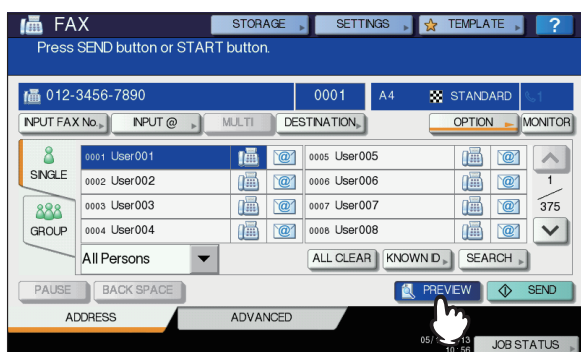 FAX STORAGE SETTINGS TEMPLATE ?
Press SEND button or START button.
012-3456-7890 0001 A4 STANDARD 1
INPUT FAX No. INPUT @ MULTI DESTINATION OPTION MONITOR
SINGLE
GROUP
0001 User001 @ 0005 User005 @
0002 User002 @ 0006 User006 @
0003 User003 @ 0007 User007 @
0004 User004 @ 0008 User008 @
1
375
All Persons ALL CLEAR KNOWN ID SEARCH
PAUSE BACK SPACE PREVIEW SEND
ADDRESS ADVANCED
10:56 JOB STATUS